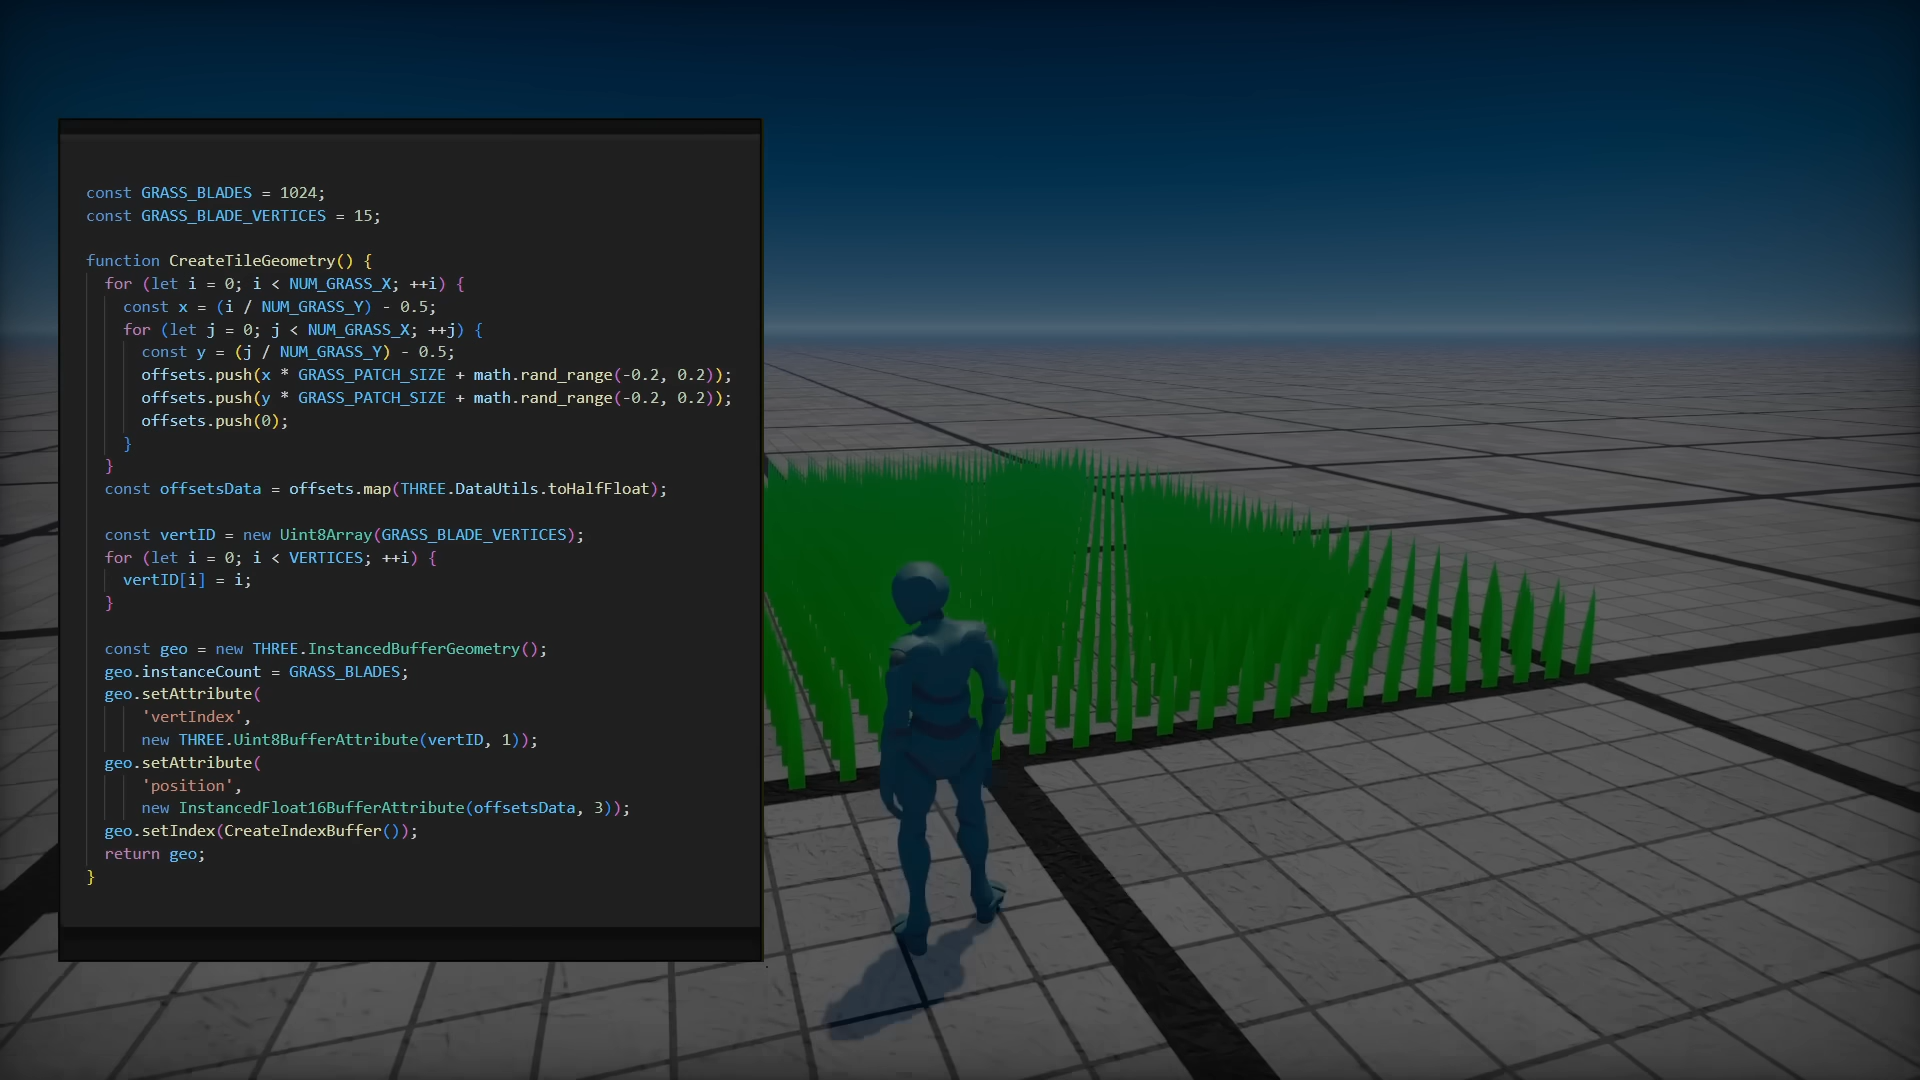 const GRASS_BLADES = 1024;
const GRASS_BLADE_VERTICES = 15;
function CreateTileGeometry() {
for (let i = 0; i < NUM_GRASS_X; ++i) {
const x = (i / NUM_GRASS_Y) - 0.5;
for (let j = 0; j < NUM_GRASS_X; ++j) {
const y = (j / NUM_GRASS_Y) - 0.5;
offsets.push(x * GRASS_PATCH_SIZE + math.rand_range(-0.2, 0.2));
offsets.push(y * GRASS_PATCH_SIZE + math.rand_range(-0.2, 0.2));
offsets.push(0);
}
}
const offsetsData = offsets.map(THREE.DataUtils.toHalfFloat);
const vertID = new Uint8Array(GRASS_BLADE_VERTICES);
for (let i = 0; i < VERTICES; ++i) {
vertID[i] = i;
}
const geo = new THREE.InstancedBufferGeometry();
geo.instanceCount = GRASS_BLADES;
geo.setAttribute(
'vertIndex',
new THREE.Uint8BufferAttribute(vertID, 1));
geo.setAttribute(
'position',
new InstancedFloat16BufferAttribute(offsetsData, 3));
geo.setIndex(CreateIndexBuffer());
return geo;
}